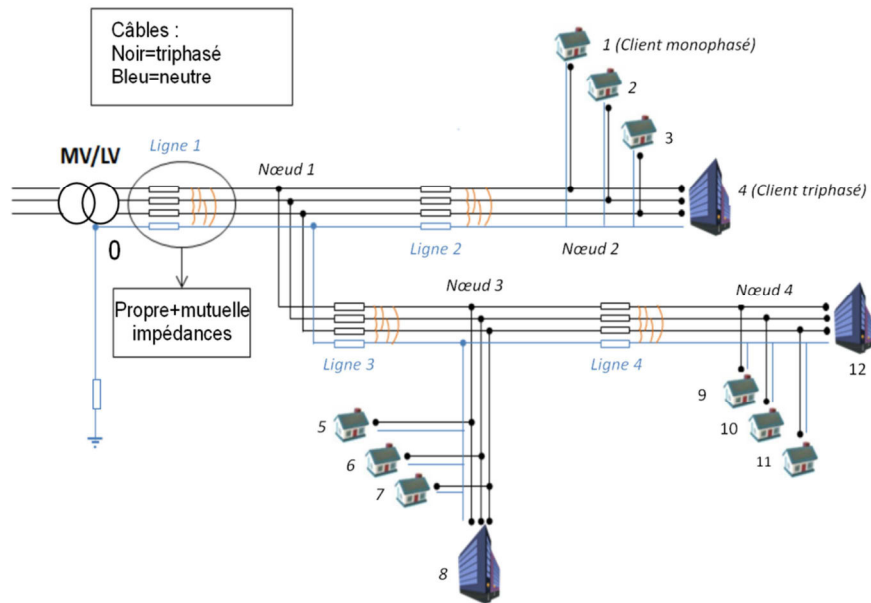 Câbles :
Noir=triphasé
Bleu=neutre
1 (Client monophasé)
2
3
MV/LV
Ligne 1
Nœud 1
4 (Client triphasé)
0
Ligne 2
Nœud 2
Propre+mutuelle
impédances
Nœud 3
Nœud 4
Ligne 3
Ligne 4
12
9
10
11
5
6
7
8